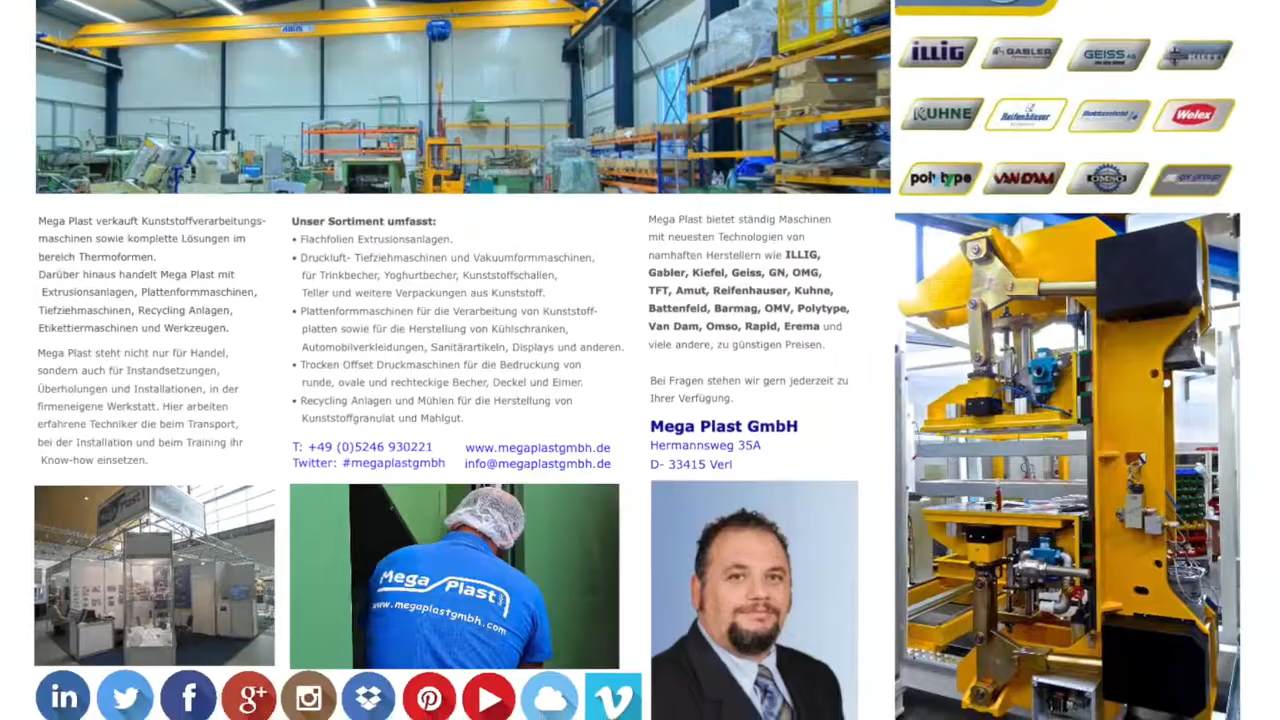 ABUS
ILLIG
GABLER
GEISS AG
KIEFEL
KUHNE
Reifenhäuser
Battenfeld
Welex
polytype
VAN DAM
OMSO
Mega Plast verkauft Kunststoffverarbeitungs-
maschinen sowie komplette Lösungen im
bereich Thermoformen.
Darüber hinaus handelt Mega Plast mit
Extrusionsanlagen, Plattenformmaschinen,
Tiefziehmaschinen, Recycling Anlagen,
Etikettiermaschinen und Werkzeugen.
Mega Plast steht nicht nur für Handel,
sondern auch für Instandsetzungen,
Überholungen und Installationen, in der
firmeneigene Werkstatt. Hier arbeiten
erfahrene Techniker die beim Transport,
bei der Installation und beim Training ihr
Know-how einsetzen.
Unser Sortiment umfasst:
• Flachfolien Extrusionsanlagen.
• Druckluft- Tiefziehmaschinen und Vakuumformmaschinen,
für Trinkbecher, Yoghurtbecher, Kunststoffschalen,
Teller und weitere Verpackungen aus Kunststoff.
• Plattenformmaschinen für die Verarbeitung von Kunststoff-
platten sowie für die Herstellung von Kühlschranken,
Automobilverkleidungen, Sanitärartikeln, Displays und anderen.
• Trocken Offset Druckmaschinen für die Bedruckung von
runde, ovale und rechteckige Becher, Deckel und Eimer.
• Recycling Anlagen und Mühlen für die Herstellung von
Kunststoffgranulat und Mahlgut.
T: +49 (0)5246 930221
www.megaplastgmbh.de
Twitter: #megaplastgmbh
info@megaplastgmbh.de
Mega Plast bietet ständig Maschinen
mit neuesten Technologien von
namhaften Herstellern wie ILLIG,
Gabler, Kiefel, Geiss, GN, OMG,
TFT, Amut, Reifenhauser, Kuhne,
Battenfeld, Barmag, OMV, Polytype,
Van Dam, Omso, Rapid, Erema und
viele andere, zu günstigen Preisen.
Bei Fragen stehen wir gern jederzeit zu
Ihrer Verfügung.
Mega Plast GmbH
Hermannsweg 35A
D- 33415 Verl
Mega Plast
Mega Plast
www.megaplastgmbh.com
in
f
g+
v